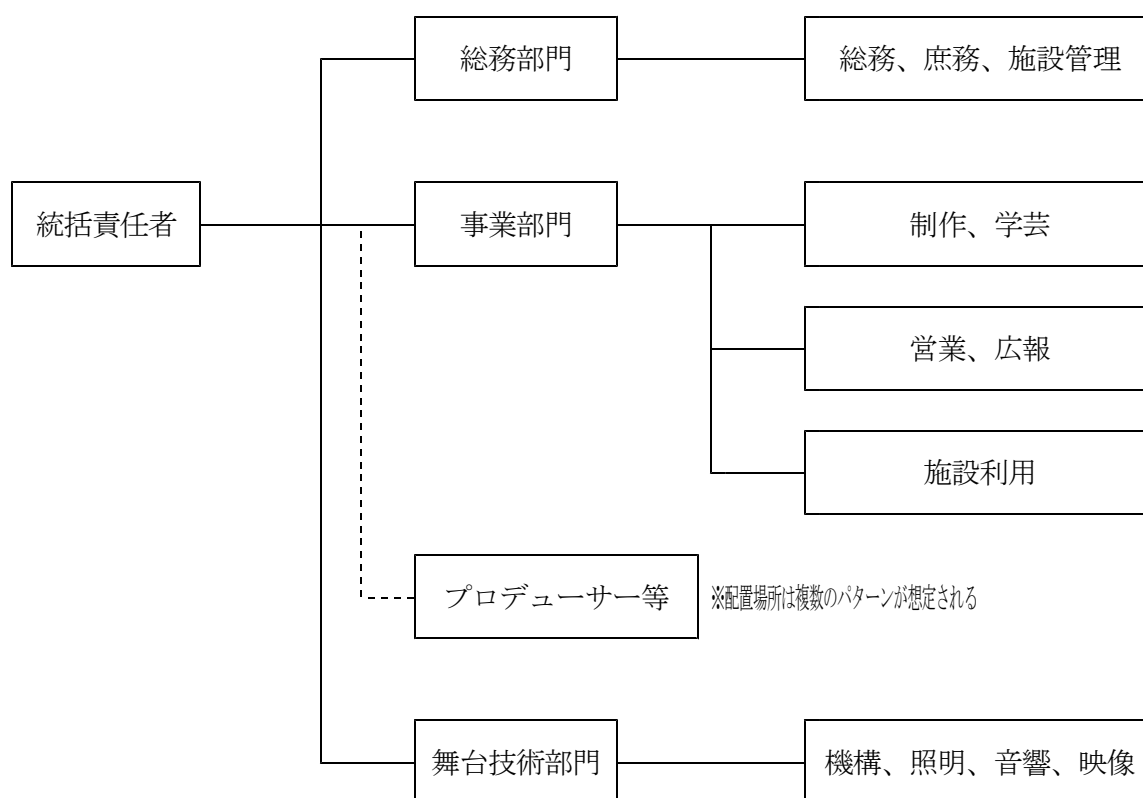 総務部門
総務、庶務、施設管理
統括責任者
事業部門
制作、学芸
営業、広報
施設利用
プロデューサー等
※配置場所は複数のパターンが想定される
舞台技術部門
機構、照明、音響、映像